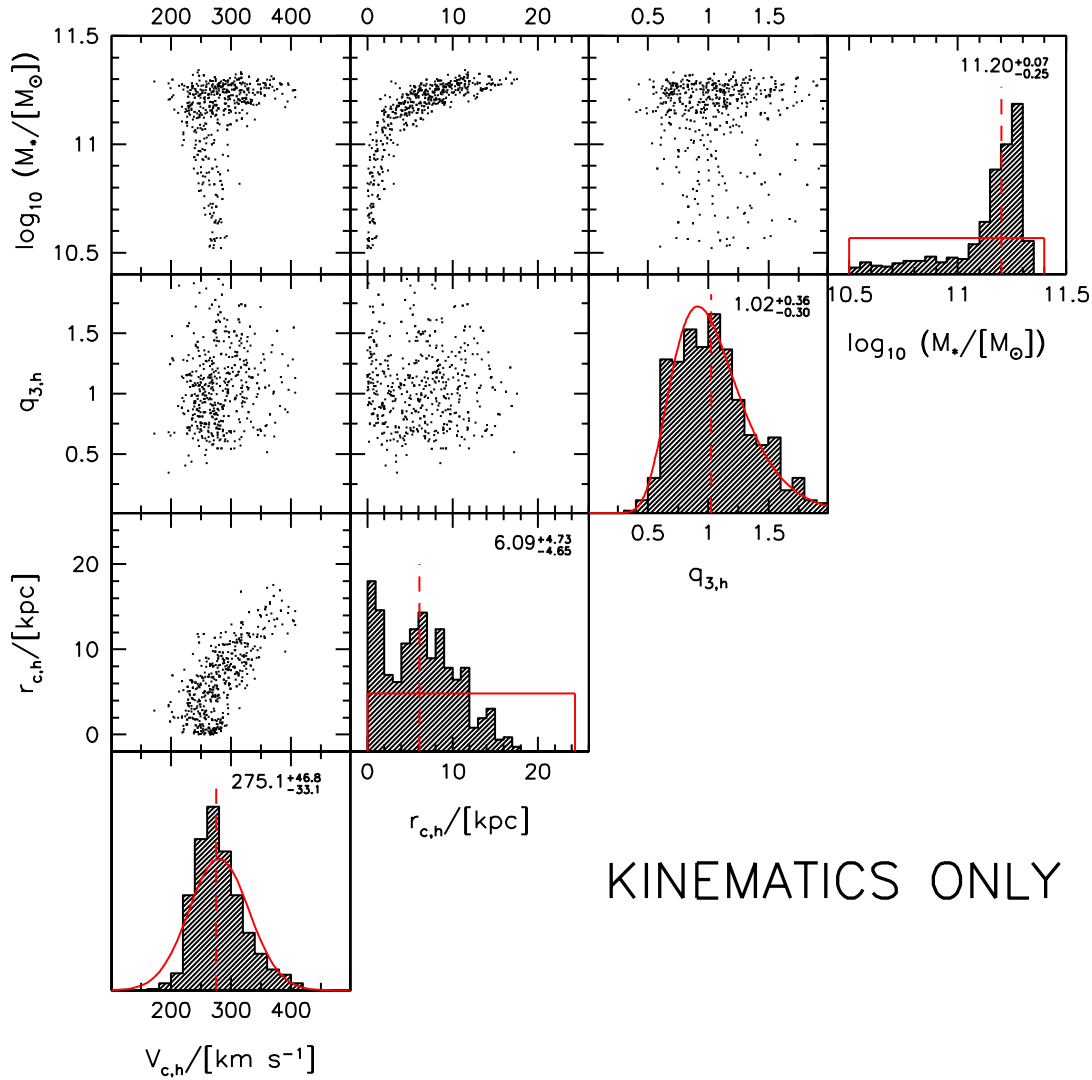 200 300 400 0 10 20 0.5 1 1.5
11.5
11
10.5
log₁₀ (M*/[M⊙])
11.20+0.07-0.25
10.5 11 11.5
log₁₀ (M*/[M⊙])
1.5
1
0.5
q3,h
1.02+0.36-0.30
0.5 1 1.5
q3,h
20
10
0
rc,h/[kpc]
6.09+4.73-4.65
0 10 20
rc,h/[kpc]
275.1+46.8-33.1
200 300 400
Vc,h/[km s⁻¹]
KINEMATICS ONLY